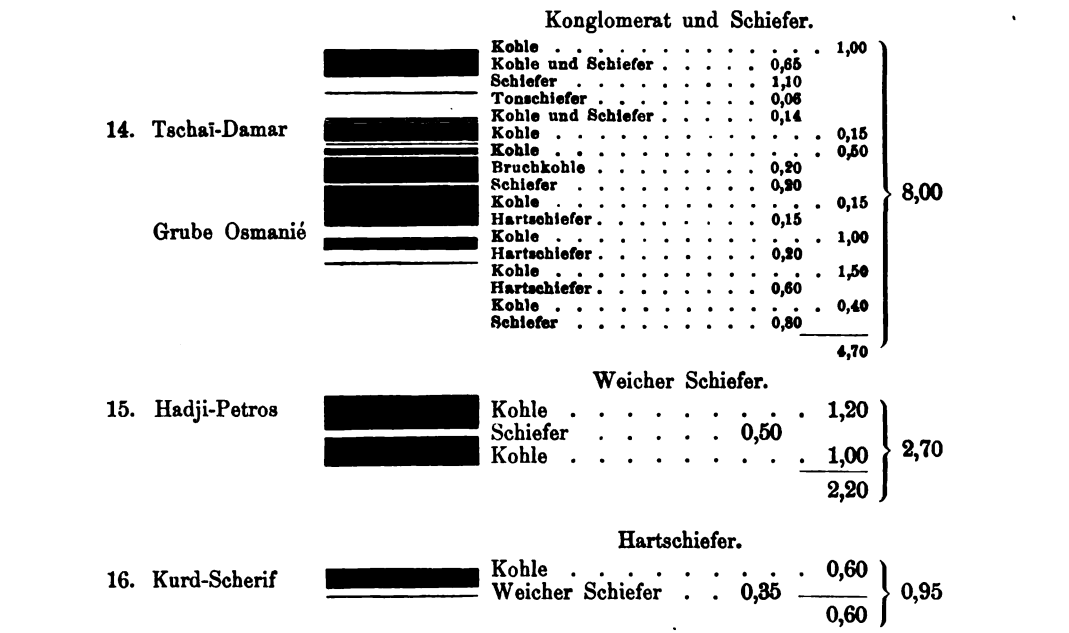 Konglomerat und Schiefer.
Kohle . . . . . . . . . . . . . 1,00
Kohle und Schiefer . . . . . 0,65
Schiefer . . . . . . . . . 1,10
Tonschiefer . . . . . . . . 0,06
Kohle und Schiefer . . . . . 0,14
14. Tschaï-Damar
Kohle . . . . . . . . . . . . . 0,15
Kohle . . . . . . . . . . . . . 0,50
Bruchkohle . . . . . . . . 0,20
Schiefer . . . . . . . . . 0,20
Kohle . . . . . . . . . . . . . 0,15
8,00
Hartschiefer . . . . . . . . 0,15
Grube Osmanié
Kohle . . . . . . . . . . . . . 1,00
Hartschiefer . . . . . . . . 0,20
Kohle . . . . . . . . . . . . . 1,50
Hartschiefer . . . . . . . . 0,60
Kohle . . . . . . . . . . . . . 0,40
Schiefer . . . . . . . . . 0,80
4,70
Weicher Schiefer.
15. Hadji-Petros Kohle . . . . . . . . . 1,20
Schiefer . . . . . 0,50
Kohle . . . . . . . . . 1,00
2,70
2,20
Hartschiefer.
16. Kurd-Scherif Kohle . . . . . . . . . 0,60
Weicher Schiefer . . 0,35
0,95
0,60